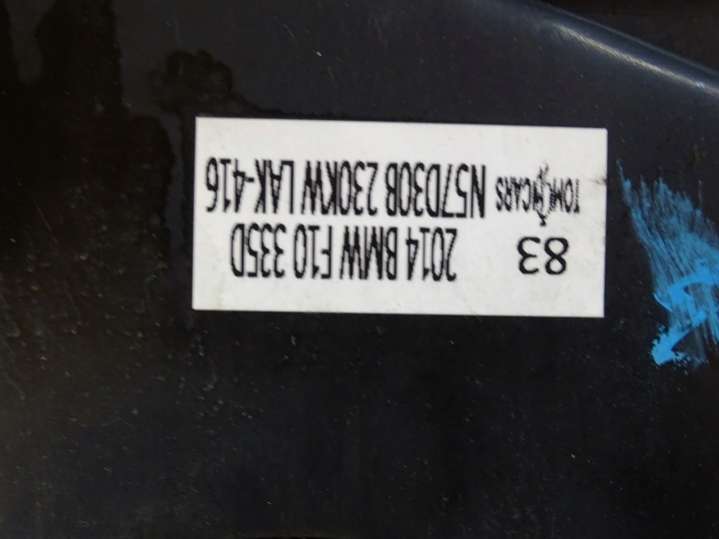 83 2014 BMW F10 335D
TOM CARS N57D30B 230KW LAK-416